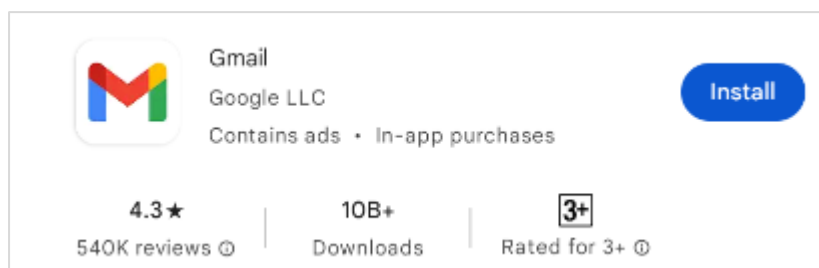 Gmail
Google LLC
Contains ads • In-app purchases
Install
4.3★
540K reviews
10B+
Downloads
3+
Rated for 3+